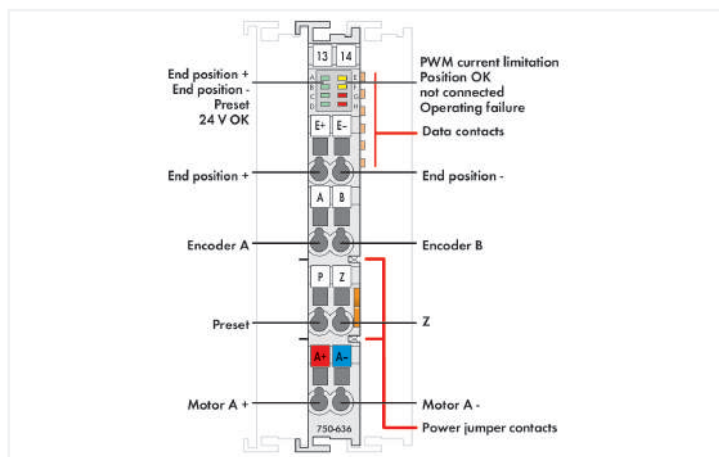 13 14
End position +
End position -
Preset
24 V OK
A
B
C
D
E
F
G
H
PWM current limitation
Position OK
not connected
Operating failure
Data contacts
E+ E−
End position +
End position -
A B
Encoder A
Encoder B
P Z
Preset
Z
A+ A−
Motor A +
Motor A -
Power jumper contacts
750-636